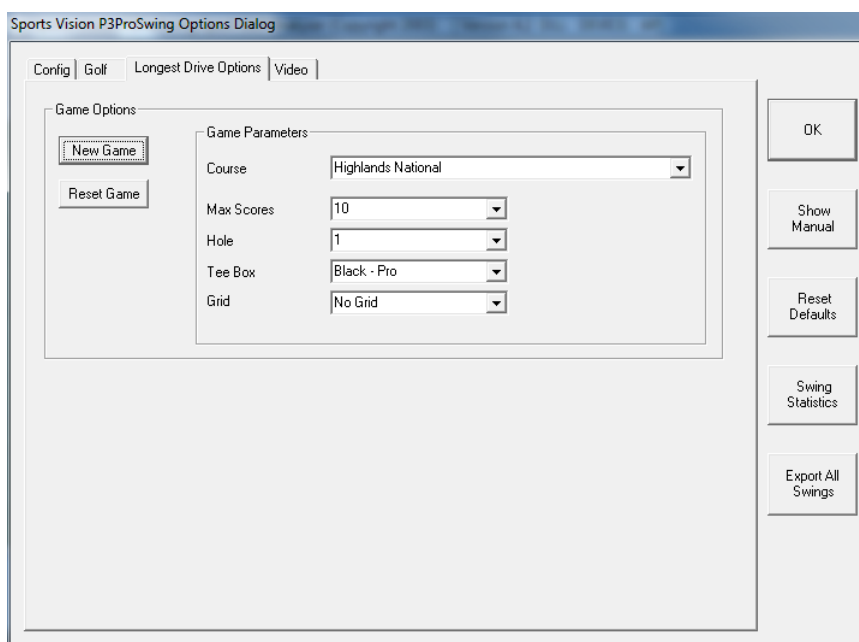 Sports Vision P3ProSwing Options Dialog
Config Golf Longest Drive Options Video
Game Options
New Game
Reset Game
Game Parameters
Course Highlands National
Max Scores 10
Hole 1
Tee Box Black - Pro
Grid No Grid
OK
Show
Manual
Reset
Defaults
Swing
Statistics
Export All
Swings